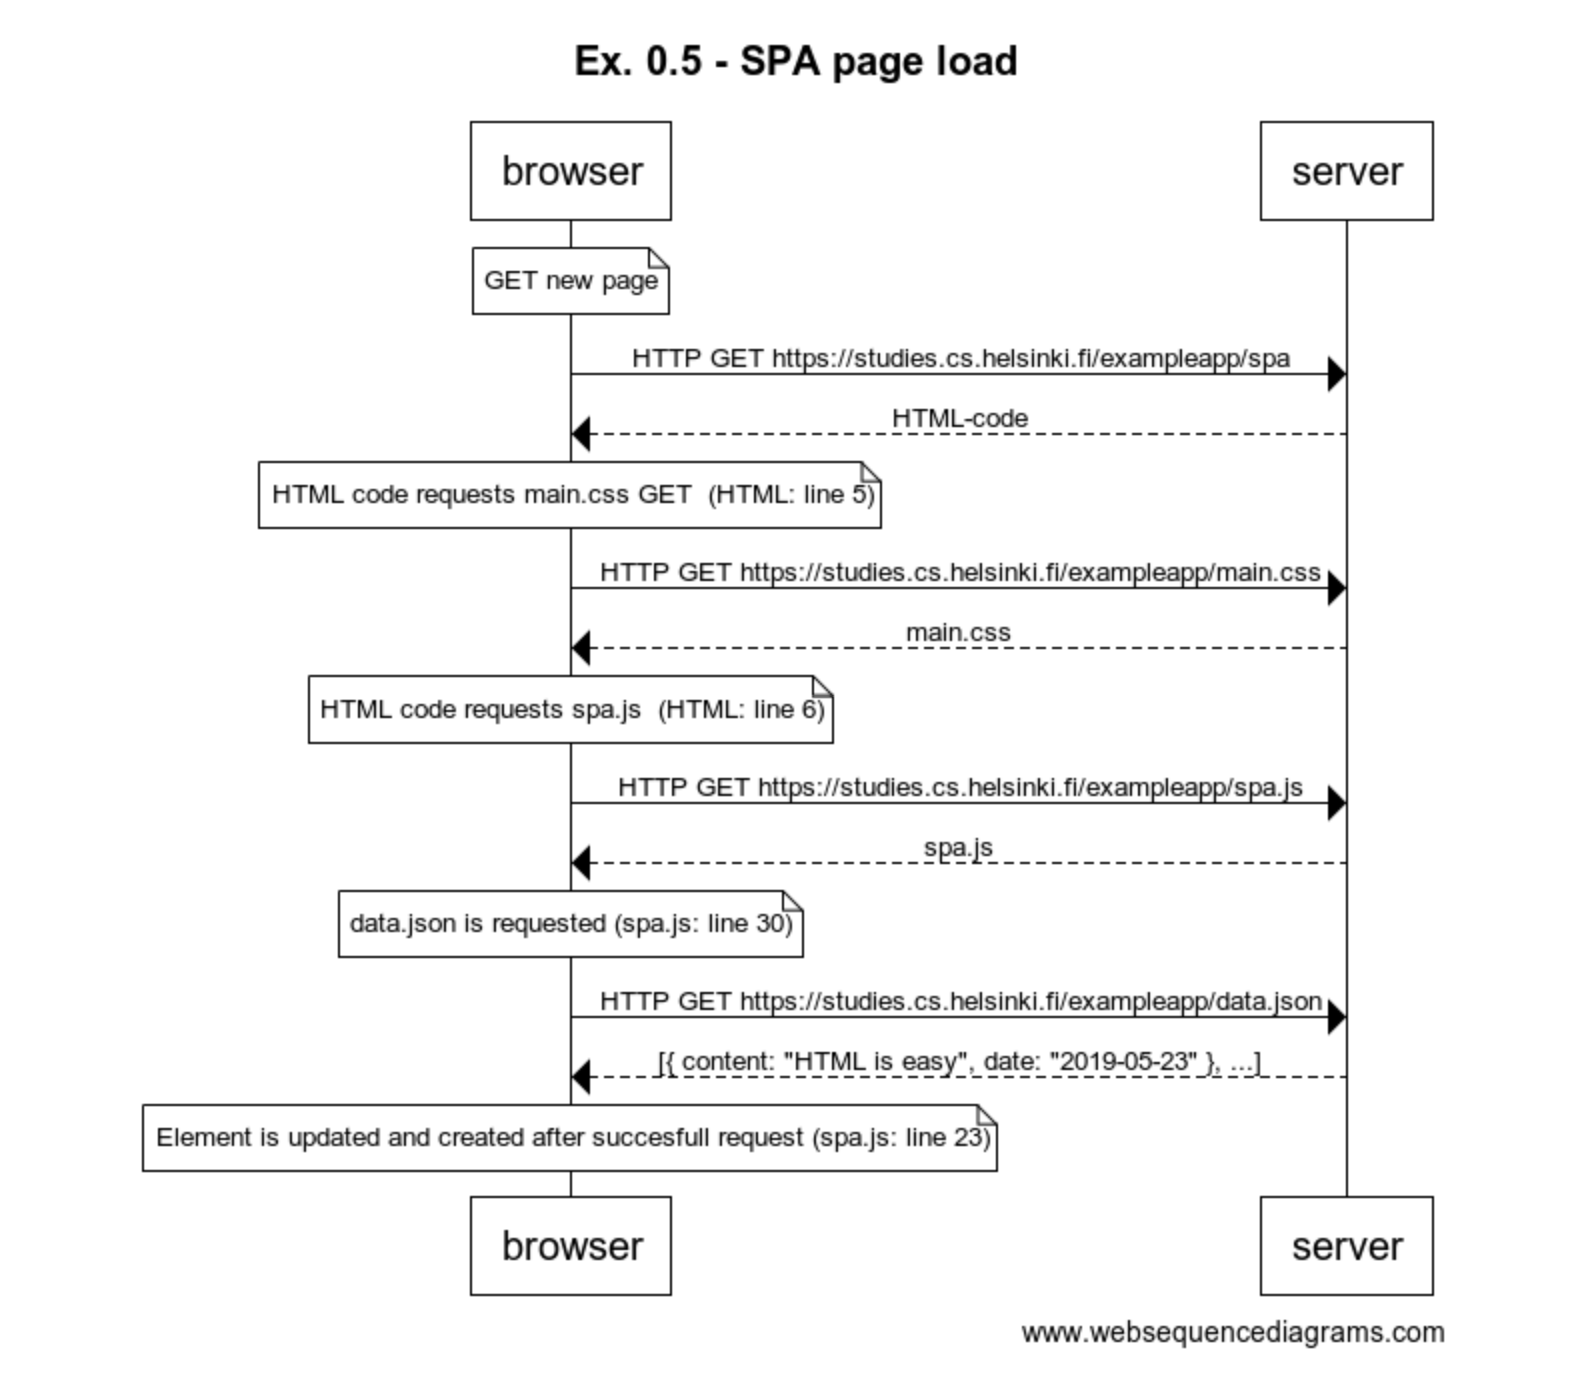 Ex. 0.5 - SPA page load
browser
server
GET new page
HTTP GET https://studies.cs.helsinki.fi/exampleapp/spa
HTML-code
HTML code requests main.css GET  (HTML: line 5)
HTTP GET https://studies.cs.helsinki.fi/exampleapp/main.css
main.css
HTML code requests spa.js  (HTML: line 6)
HTTP GET https://studies.cs.helsinki.fi/exampleapp/spa.js
spa.js
data.json is requested (spa.js: line 30)
HTTP GET https://studies.cs.helsinki.fi/exampleapp/data.json
[{ content: "HTML is easy", date: "2019-05-23" }, ...]
Element is updated and created after succesfull request (spa.js: line 23)
browser
server
www.websequencediagrams.com